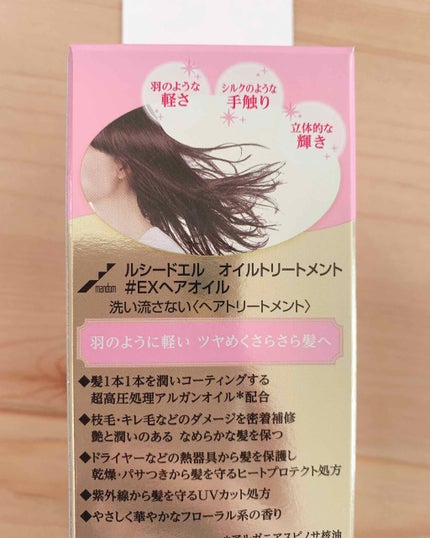 羽のような
軽さ
シルクのような
手触り
立体的な
輝き
mandom
ルシードエル オイルトリートメント
#EXヘアオイル
洗い流さない〈ヘアトリートメント〉
羽のように軽い ツヤめくさらさら髪へ
◆髪1本1本を潤いコーティングする
超高圧処理アルガンオイル*配合
◆枝毛・キレ毛などのダメージを密着補修
艶と潤いのある なめらかな髪を保つ
◆ドライヤーなどの熱器具から髪を保護し
乾燥・パサつきから髪を守るヒートプロテクト処方
◆紫外線から髪を守るUVカット処方
◆やさしく華やかなフローラル系の香り
*アルガニアスピノサ核油